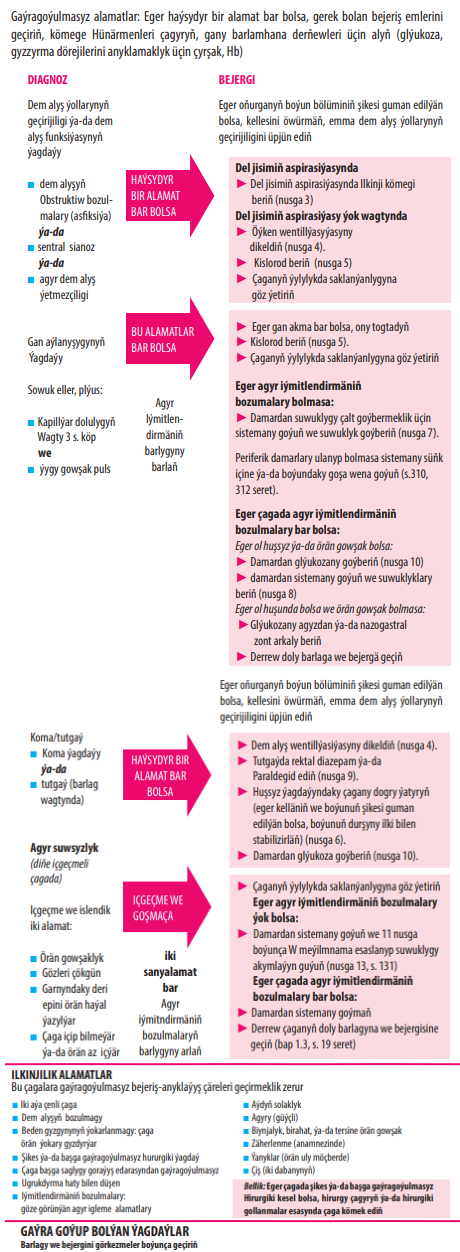 Gaýragoýulmasyz alamatlar: Eger haýsydyr bir alamat bar bolsa, gerek bolan bejeriş emlerini
geçiriň, kömege Hünärmenleri çagyryň, gany barlamhana derňewleri üçin alyň (glýukoza,
gyzzyrma dörejilerini anyklamaklyk üçin çyrşak, Hb)
DIAGNOZ
Dem alyş ýollarynyň
geçirijiligi ýa-da dem
alyş funksiýasynyň
ýagdaýy
dem alyşyň
Obstruktiw bozul-
malary (asfiksiýa)
ýa-da
sentral sianoz
ýa-da
agyr dem alyş
ýetmezçiligi
HAÝSYDYR
BIR ALAMAT
BAR BOLSA
BEJERGI
Eger oňurganyň boýun bölüminiň şikesi guman edilýän
bolsa, kellesini öwürmäň, emma dem alyş ýollarynyň
geçirijiligini üpjün ediň
Del jisimiň aspirasiýasynda
Del jisimiň aspirasiýasynda Ilkinji kömegi
beriň (nusga 3)
Del jisimiň aspirasiýasy ýok wagtynda
Öýken wentillýasiýasyny
dikeldiň (nusga 4).
Kislorod beriň (nusga 5)
Çaganyň ýylylykda saklanýanlygyna
göz ýetiriň
Gan aýlanyşygynyň
Ýagdaýy
Sowuk eller, plýus:
Kapillýar dolulygyň
Wagty 3 s. köp
we
ýygy gowşak puls
BU ALAMATLAR
BAR BOLSA
Agyr
Iýmitlen-
dirmäniň
barlygyny
barlaň
Eger gan akma bar bolsa, ony togtadyň
Kislorod beriň (nusga 5).
Çaganyň ýylylykda saklanýanlygyna göz ýetiriň
Eger agyr iýmitlendirmäniň
bozumalary bolmasa:
Damardan suwuklygy çalt goýbermeklik üçin
sistemany goýuň we suwuklyk goýberiň (nusga 7).
Periferik damarlary ulanyp bolmasa sistemany süňk
içine ýa-da boýundaky goşa wena goýuň (s.310,
312 seret).
Eger çagada agyr iýmitlendirmäniň
bozulmalary bar bolsa:
Eger ol huşsyz ýa-da örän gowşak bolsa:
Damardan glýukozany goýberiň (nusga 10)
damardan sistemany goýuň we suwuklyklary
beriň (nusga 8)
Eger ol huşunda bolsa we örän gowşak bolmasa:
Glýukozany agyzdan ýa-da nazogastral
zont arkaly beriň
Derrew doly barlaga we bejergä geçiň
Eger oňurganyň boýun bölüminiň şikesi guman edilýän
bolsa, kellesini öwürmäň, emma dem alyş ýollarynyň
geçirijiligini üpjün ediň
Koma/tutgaý
Koma ýagdaýy
ýa-da
tutgaý (barlag
wagtynda)
HAÝSYDYR BIR
ALAMAT BAR
BOLSA
Dem alyş wentillýasiýasyny dikeldiň (nusga 4).
Tutgaýda rektal diazepam ýa-da
Paraldegid ediň (nusga 9).
Huşsyz ýagdaýyndaky çagany dogry ýatyryň
(eger kelläniň we boýunuň şikesi guman
edilýän bolsa, boýunuň durşyny ilki bilen
stabilizirläň) (nusga 6).
Damardan glýukoza goýberiň (nusga 10).
Agyr suwsyzlyk
(diňe içgeçmeli
çagada)
Içgeçme we islendik
iki alamat:
Örän gowşaklyk
Gözleri çökgün
Garnyndaky deri
epini örän haýal
ýazylýar
Çaga içip bilmeýär
ýa-da örän az içýär
IÇGEÇME WE
GOŞMAÇA
iki
sanyalamat
bar
Agyr
iýmitndirmäniň
bozulmalaryň
barlygyny arlaň
Çaganyň ýylylykda saklanýanlygyna göz ýetiriň
Eger agyr iýmitlendirmäniň bozulmalary
ýok bolsa:
Damardan sistemany goýuň we 11 nusga
boýunça W meýilmnama esaslanyp suwuklygy
akymlaýyn guýuň (nusga 13, s. 131)
Eger çagada agyr iýmitlendirmäniň
bozulmalary bar bolsa:
Damardan sistemany goýmaň
Derrew çaganyň doly barlagyna we bejergisine
geçiň (bap 1.3, s. 19 seret)
ILKINJILIK ALAMATLAR
Bu çagalara gaýragoýulmasyz bejeriş-anyklaýyş çäreleri geçirmeklik zerur
Iki aýa çenli çaga
Dem alyşyň bozulmagy
Beden gyzgynynyň ýokarlanmagy: çaga
örän ýokary gyzdyrýar
Şikes ýa-da başga gaýragoýulmasyz hururgiki ýagdaý
Çaga başga saglygy goraýyş edarasyndan gaýragoýulmasyz
Ugrukdyrma haty bilen düşen
Iýmitlendirmäniň bozulmalary:
göze görünýän agyr igleme alamatlary
Aýdyň solaklyk
Agyry (güýçli)
Biynjalyk, birahat, ýa-da tersine örän gowşak
Zäherlenme (anamnezinde)
Ýanyklar (örän uly möçberde)
Çiş (iki dabanynyň)
Bellik: Eger çagada şikes ýa-da başga gaýragoýulmasyz
Hirurgiki kesel bolsa, hirurgy çagyryň ýa-da hirurgiki
gollanmalar esasynda çaga kömek ediň
GAÝRA GOÝUP BOLÝAN ÝAGDAÝLAR
Barlagy we bejergini görkezmeler boýunça geçiriň